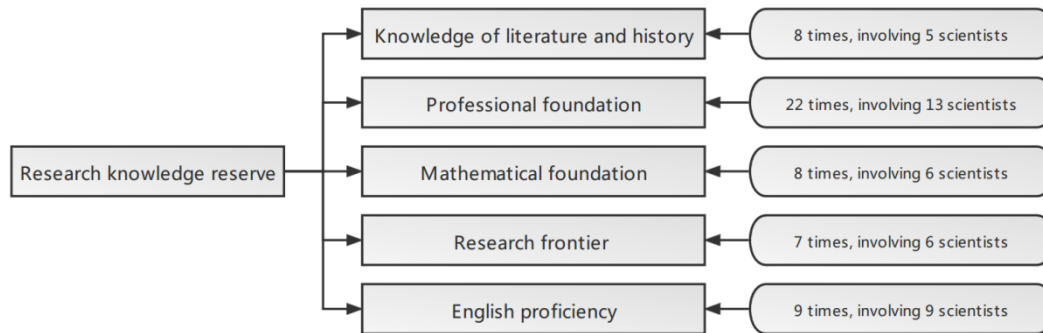 Knowledge of literature and history
8 times, involving 5 scientists
Professional foundation
22 times, involving 13 scientists
Research knowledge reserve
Mathematical foundation
8 times, involving 6 scientists
Research frontier
7 times, involving 6 scientists
English proficiency
9 times, involving 9 scientists